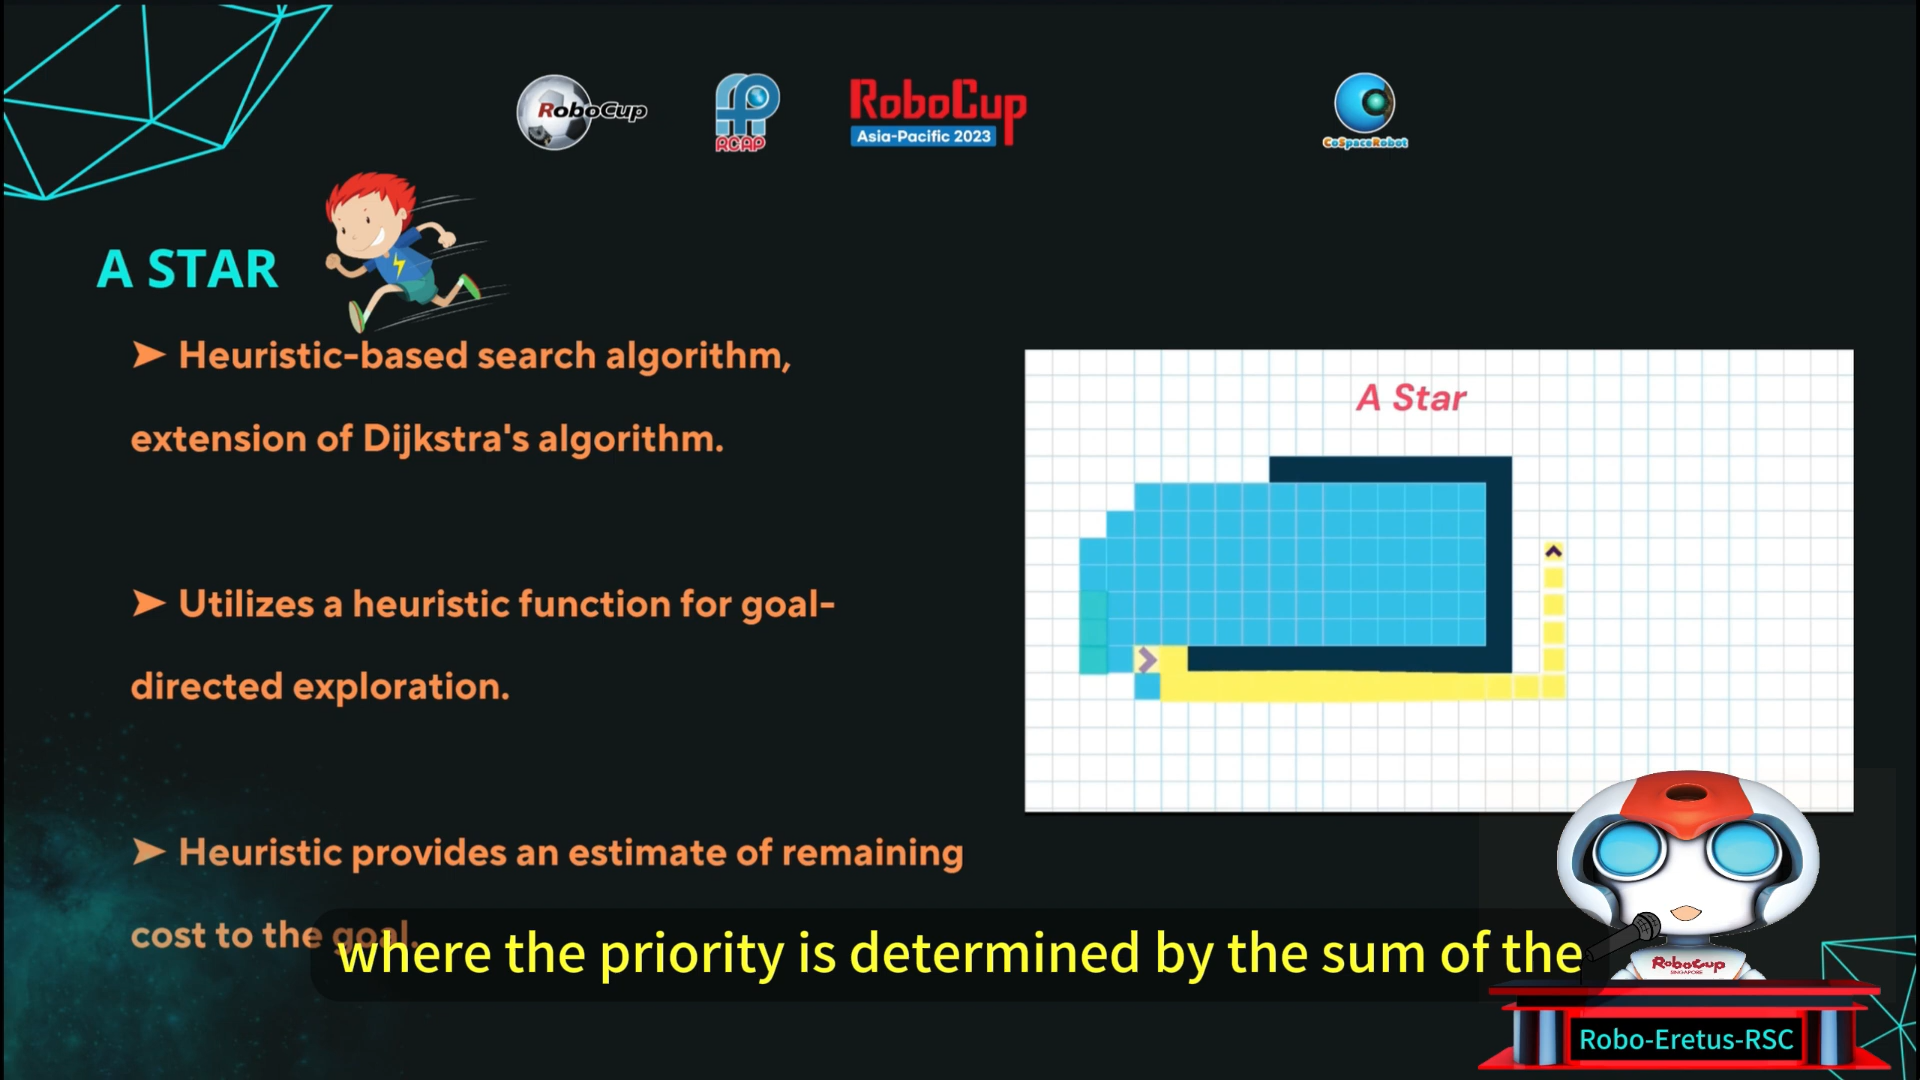 RoboCup
RCAP
RoboCup
Asia-Pacific 2023
CoSpaceRobot
A STAR
➤ Heuristic-based search algorithm,
extension of Dijkstra's algorithm.
A Star
➤ Utilizes a heuristic function for goal-
directed exploration.
➤ Heuristic provides an estimate of remaining
cost to the goal.
where the priority is determined by the sum of the
RoboCup
SINGAPORE
Robo-Eretus-RSC